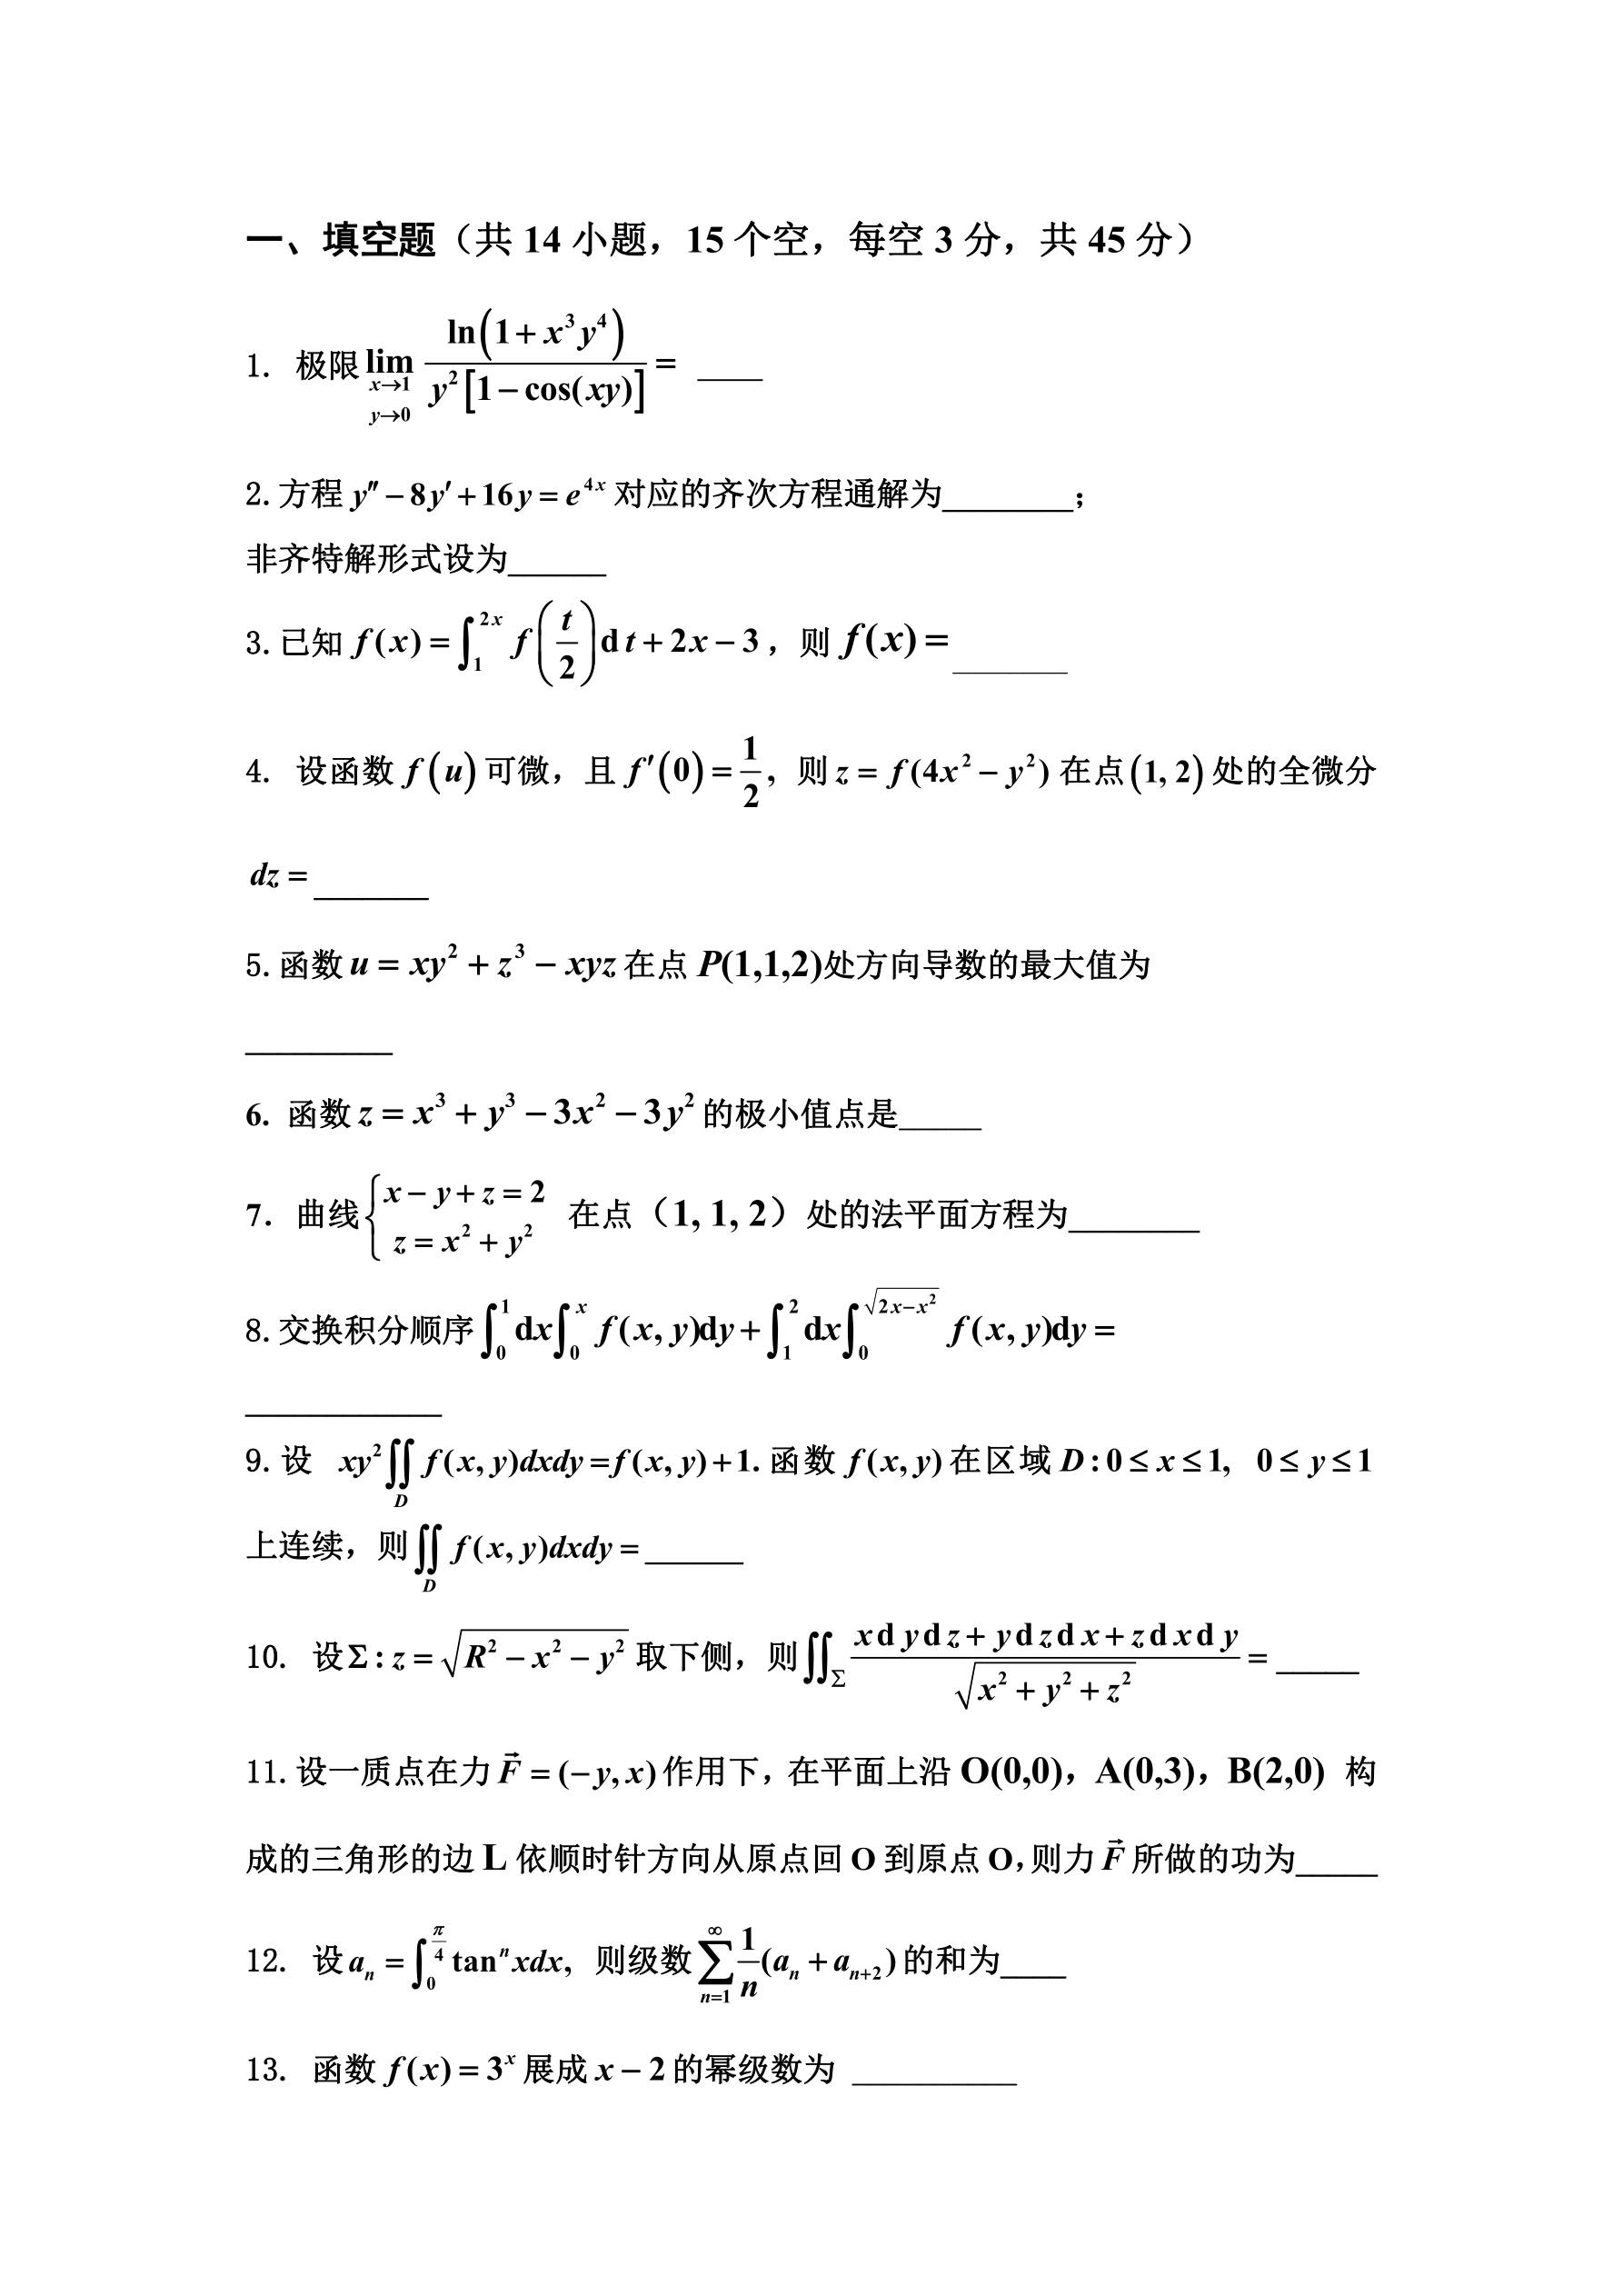 一、填空题（共 14 小题，15 个空，每空 3 分，共 45 分）
1. 极限 $\lim\limits_{\substack{x\to 1\\ y\to 0}} \dfrac{\ln\left(1+x^3y^4\right)}{y^2\left[1-\cos(xy)\right]} =$ ____
2.方程 $y''-8y'+16y=e^{4x}$ 对应的齐次方程通解为________；
非齐特解形式设为______
3.已知 $f(x)=\int_1^{2x} f\left(\dfrac{t}{2}\right)\mathrm{d}t+2x-3$，则 $f(x)=$_______
4. 设函数 $f(u)$ 可微，且 $f'(0)=\dfrac{1}{2}$, 则 $z=f(4x^2-y^2)$ 在点 $(1,2)$ 处的全微分
$dz=$_______
5.函数 $u=xy^2+z^3-xyz$ 在点 $P(1,1,2)$处方向导数的最大值为
_________
6. 函数 $z=x^3+y^3-3x^2-3y^2$ 的极小值点是_____
7. 曲线 $\begin{cases} x-y+z=2 \\ z=x^2+y^2 \end{cases}$ 在点（1, 1, 2）处的法平面方程为________
8.交换积分顺序 $\int_0^1 \mathrm{d}x\int_0^x f(x,y)\mathrm{d}y+\int_1^2 \mathrm{d}x\int_0^{\sqrt{2x-x^2}} f(x,y)\mathrm{d}y=$
____________
9.设 $xy^2\iint\limits_D f(x,y)dxdy=f(x,y)+1.$ 函数 $f(x,y)$ 在区域 $D:0\le x\le 1,\ 0\le y\le 1$
上连续，则 $\iint\limits_D f(x,y)dxdy=$______
10. 设 $\Sigma:z=\sqrt{R^2-x^2-y^2}$ 取下侧，则 $\iint_\Sigma \dfrac{x\mathrm{d}y\mathrm{d}z+y\mathrm{d}z\mathrm{d}x+z\mathrm{d}x\mathrm{d}y}{\sqrt{x^2+y^2+z^2}}=$_____
11.设一质点在力 $\vec{F}=(-y,x)$ 作用下，在平面上沿 O(0,0)，A(0,3)，B(2,0) 构
成的三角形的边 L 依顺时针方向从原点回 O 到原点 O，则力 $\vec{F}$ 所做的功为_____
12. 设 $a_n=\int_0^{\frac{\pi}{4}}\tan^n xdx,$ 则级数 $\sum\limits_{n=1}^{\infty}\dfrac{1}{n}(a_n+a_{n+2})$ 的和为____
13. 函数 $f(x)=3^x$ 展成 $x-2$ 的幂级数为 __________